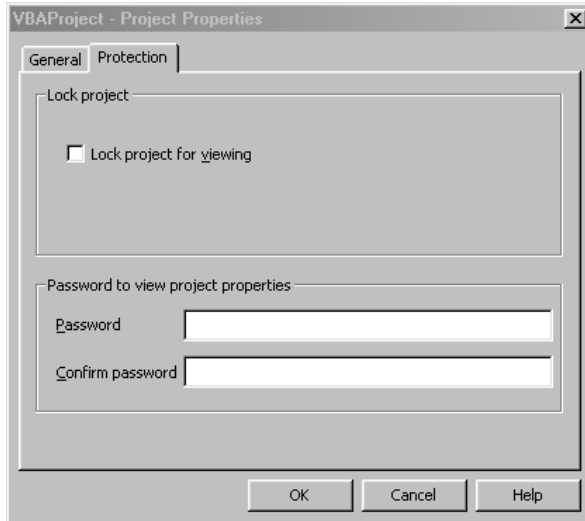 VBAProject - Project Properties
General Protection
Lock project
Lock project for viewing
Password to view project properties
Password
Confirm password
OK Cancel Help